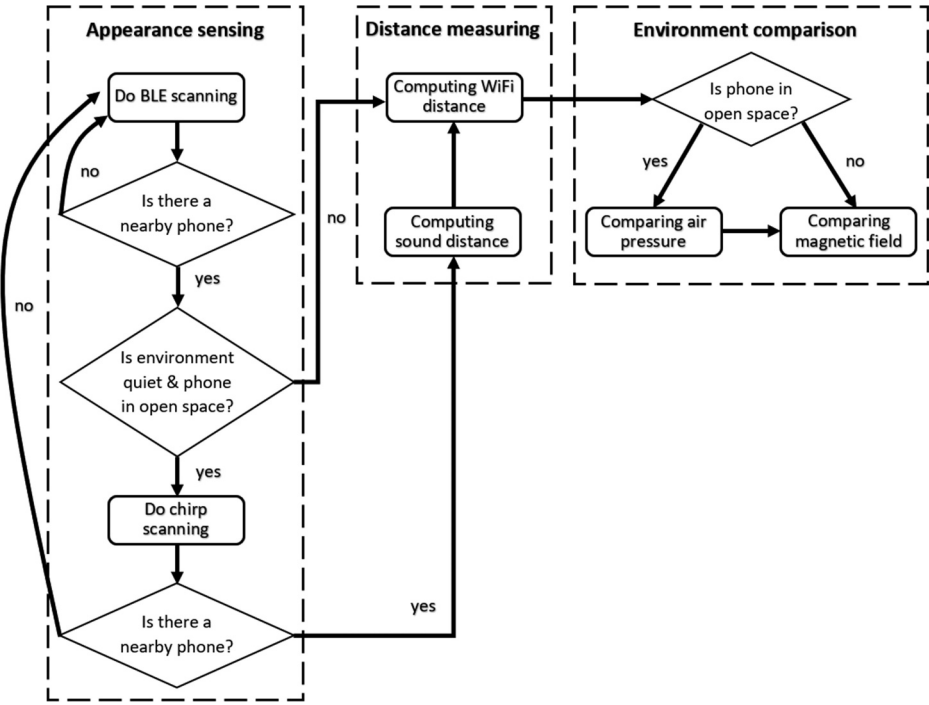 Appearance sensing
Do BLE scanning
no
Is there a
nearby phone?
yes
no
Is environment
quiet & phone
in open space?
no
yes
Do chirp
scanning
Is there a
nearby phone?
yes
Distance measuring
Computing WiFi
distance
Computing
sound distance
Environment comparison
Is phone in
open space?
yes
no
Comparing air
pressure
Comparing
magnetic field